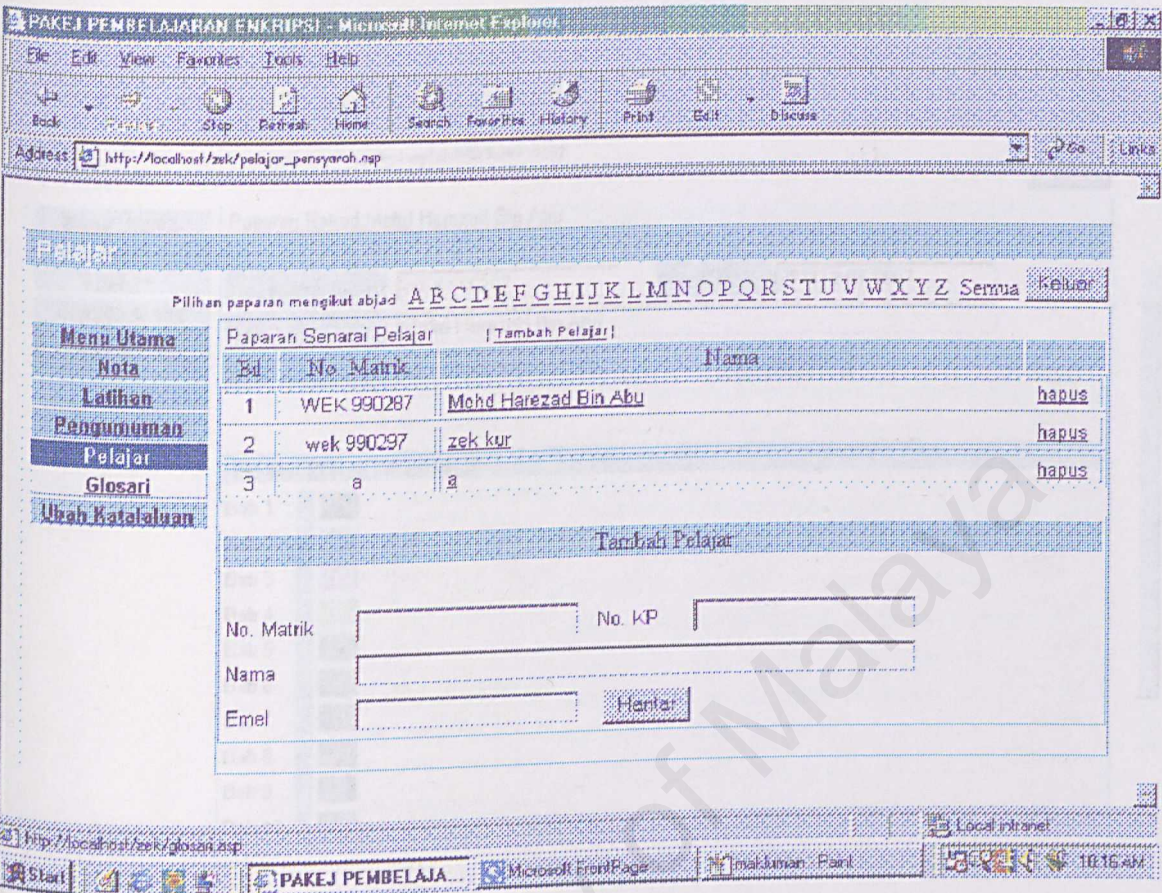 PAKEJ PEMBELAJARAN ENKRIPSI - Microsoft Internet Explorer
File Edit View Favorites Tools Help
Back Stop Refresh Home Search Favorites History Print Edit Discuss
Address http://localhost/zek/pelajar_pensyarah.asp Go Links
Pelajar
Pilihan paparan mengikut abjad A B C D E F G H I J K L M N O P Q R S T U V W X Y Z Semua Keluar
Menu Utama
Nota
Latihan
Pengumuman
Pelajar
Glosari
Ubah Katalaluan
Paparan Senarai Pelajar | Tambah Pelajar |
Bil No. Matrik Nama
1 WEK 990287 Mohd Harezad Bin Abu hapus
2 wek 990297 zek kur hapus
3 a a hapus
Tambah Pelajar
No. Matrik No. KP
Nama
Emel Hantar
http://localhost/zek/glosari.asp Local intranet
Start PAKEJ PEMBELAJA... Microsoft FrontPage makluman - Paint 10:16 AM
of Malaya